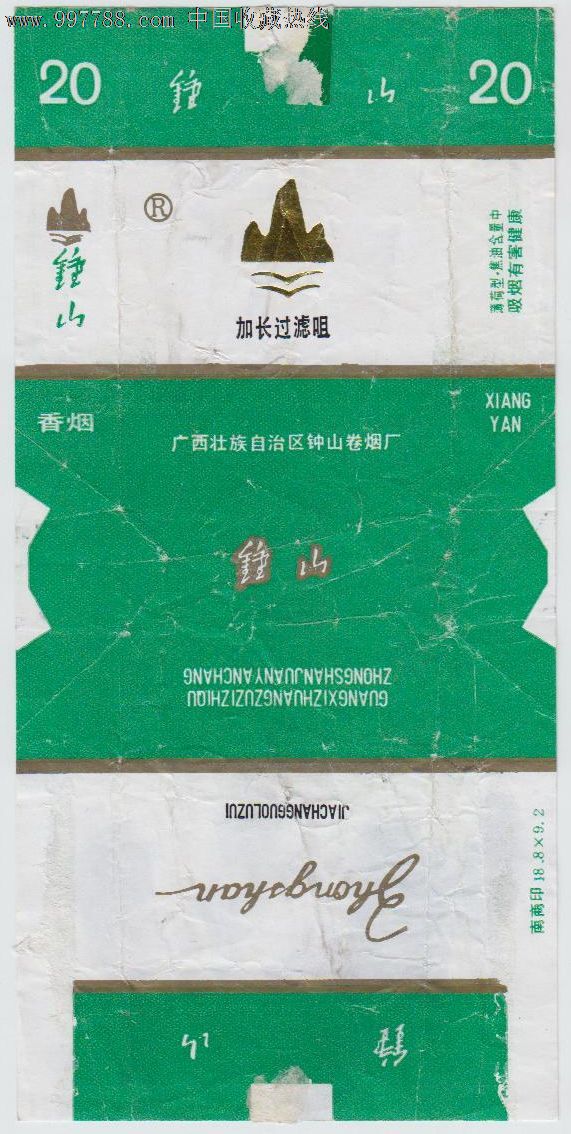 www.997788.com 中国收藏热线
20 鍾 山 20
®
鍾山
加长过滤咀
薄荷型·焦油含量中
吸烟有害健康
香烟
XIANG
YAN
广西壮族自治区钟山卷烟厂
鍾山
GUANGXIZHUANGZUZIZHIQU
ZHONGSHANJUANYANCHANG
JIACHANGGUOLUZUI
Zhongshan
南商印 18.8×9.2
鍾山